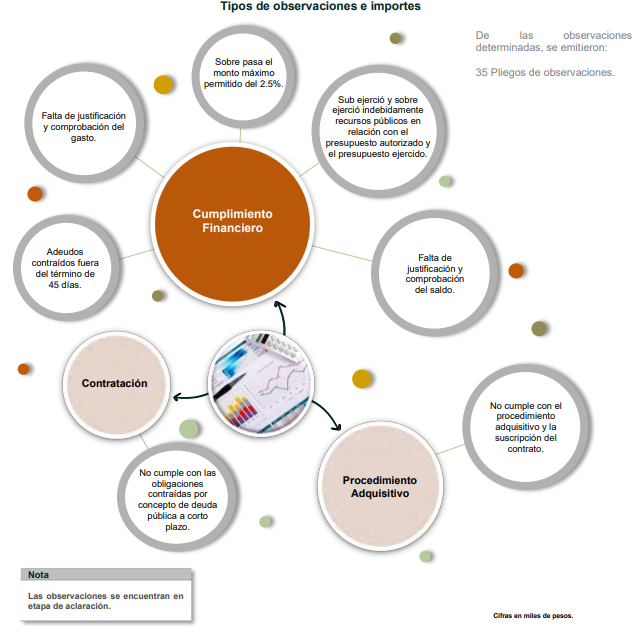 Tipos de observaciones e importes
De las observaciones
determinadas, se emitieron:
35 Pliegos de observaciones.
Sobre pasa el
monto máximo
permitido del 2.5%.
Falta de justificación
y comprobación del
gasto.
Sub ejerció y sobre
ejerció indebidamente
recursos públicos en
relación con el
presupuesto autorizado y
el presupuesto ejercido.
Cumplimiento
Financiero
Adeudos
contraídos fuera
del término de
45 días.
Falta de
justificación y
comprobación
del saldo.
Contratación
No cumple con el
procedimiento
adquisitivo y la
suscripción del
contrato.
No cumple con las
obligaciones
contraídas por
concepto de deuda
pública a corto
plazo.
Procedimiento
Adquisitivo
Nota
Las observaciones se encuentran en
etapa de aclaración.
Cifras en miles de pesos.